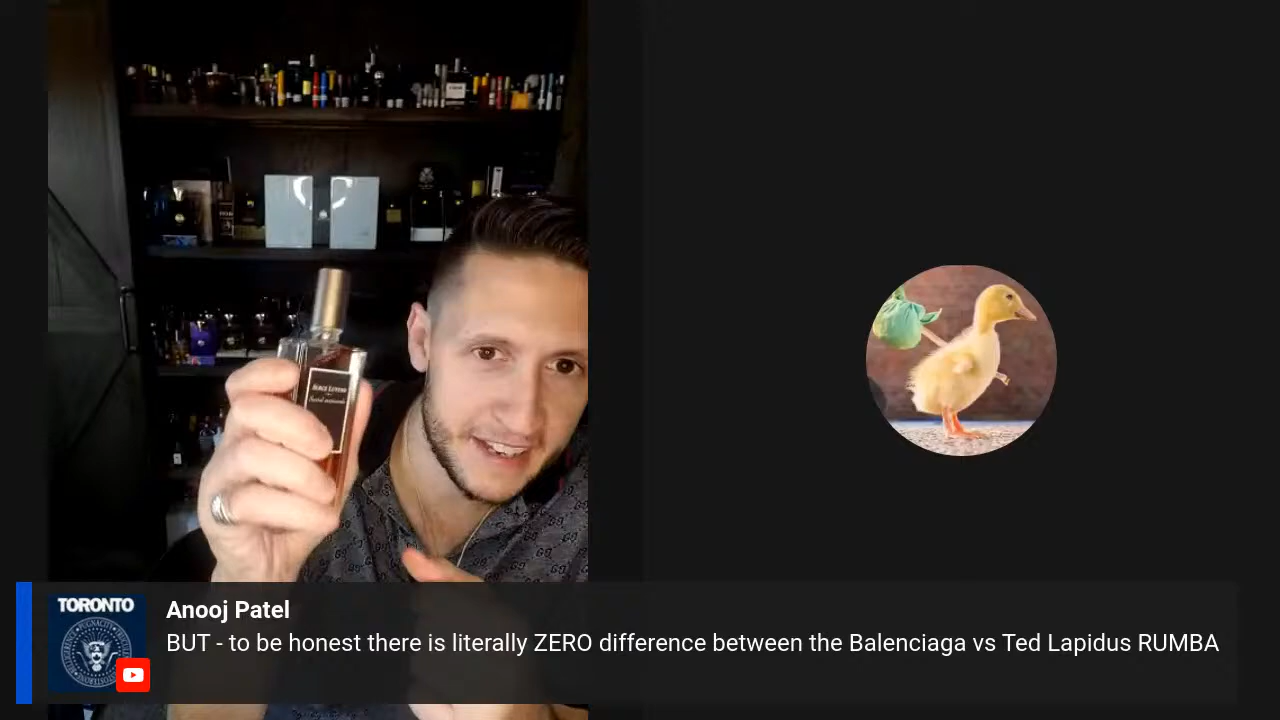 SERGE LUTENS
TORONTO
PUGNACITY
Anooj Patel
BUT - to be honest there is literally ZERO difference between the Balenciaga vs Ted Lapidus RUMBA